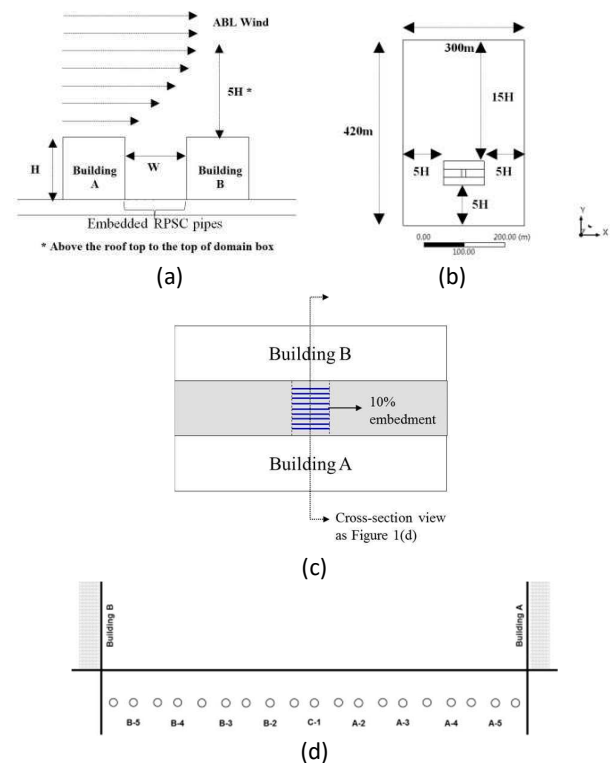 ABL Wind
5H *
H
Building
A
W
Building
B
Embedded RPSC pipes
* Above the roof top to the top of domain box
(a)
300m
15H
420m
5H
5H
5H
0.00
200.00 (m)
100.00
Y
X
(b)
Building B
10%
embedment
Building A
Cross-section view
as Figure 1(d)
(c)
Building B
Building A
B-5 B-4 B-3 B-2 C-1 A-2 A-3 A-4 A-5
(d)